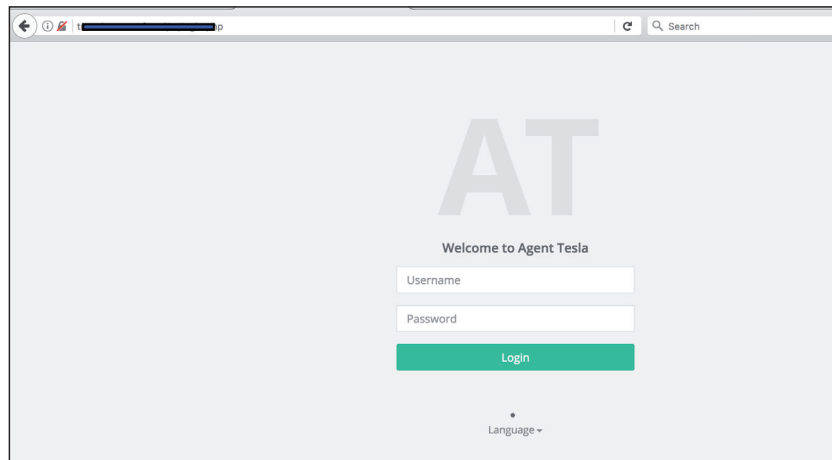 Search
AT
Welcome to Agent Tesla
Username
Password
Login
Language